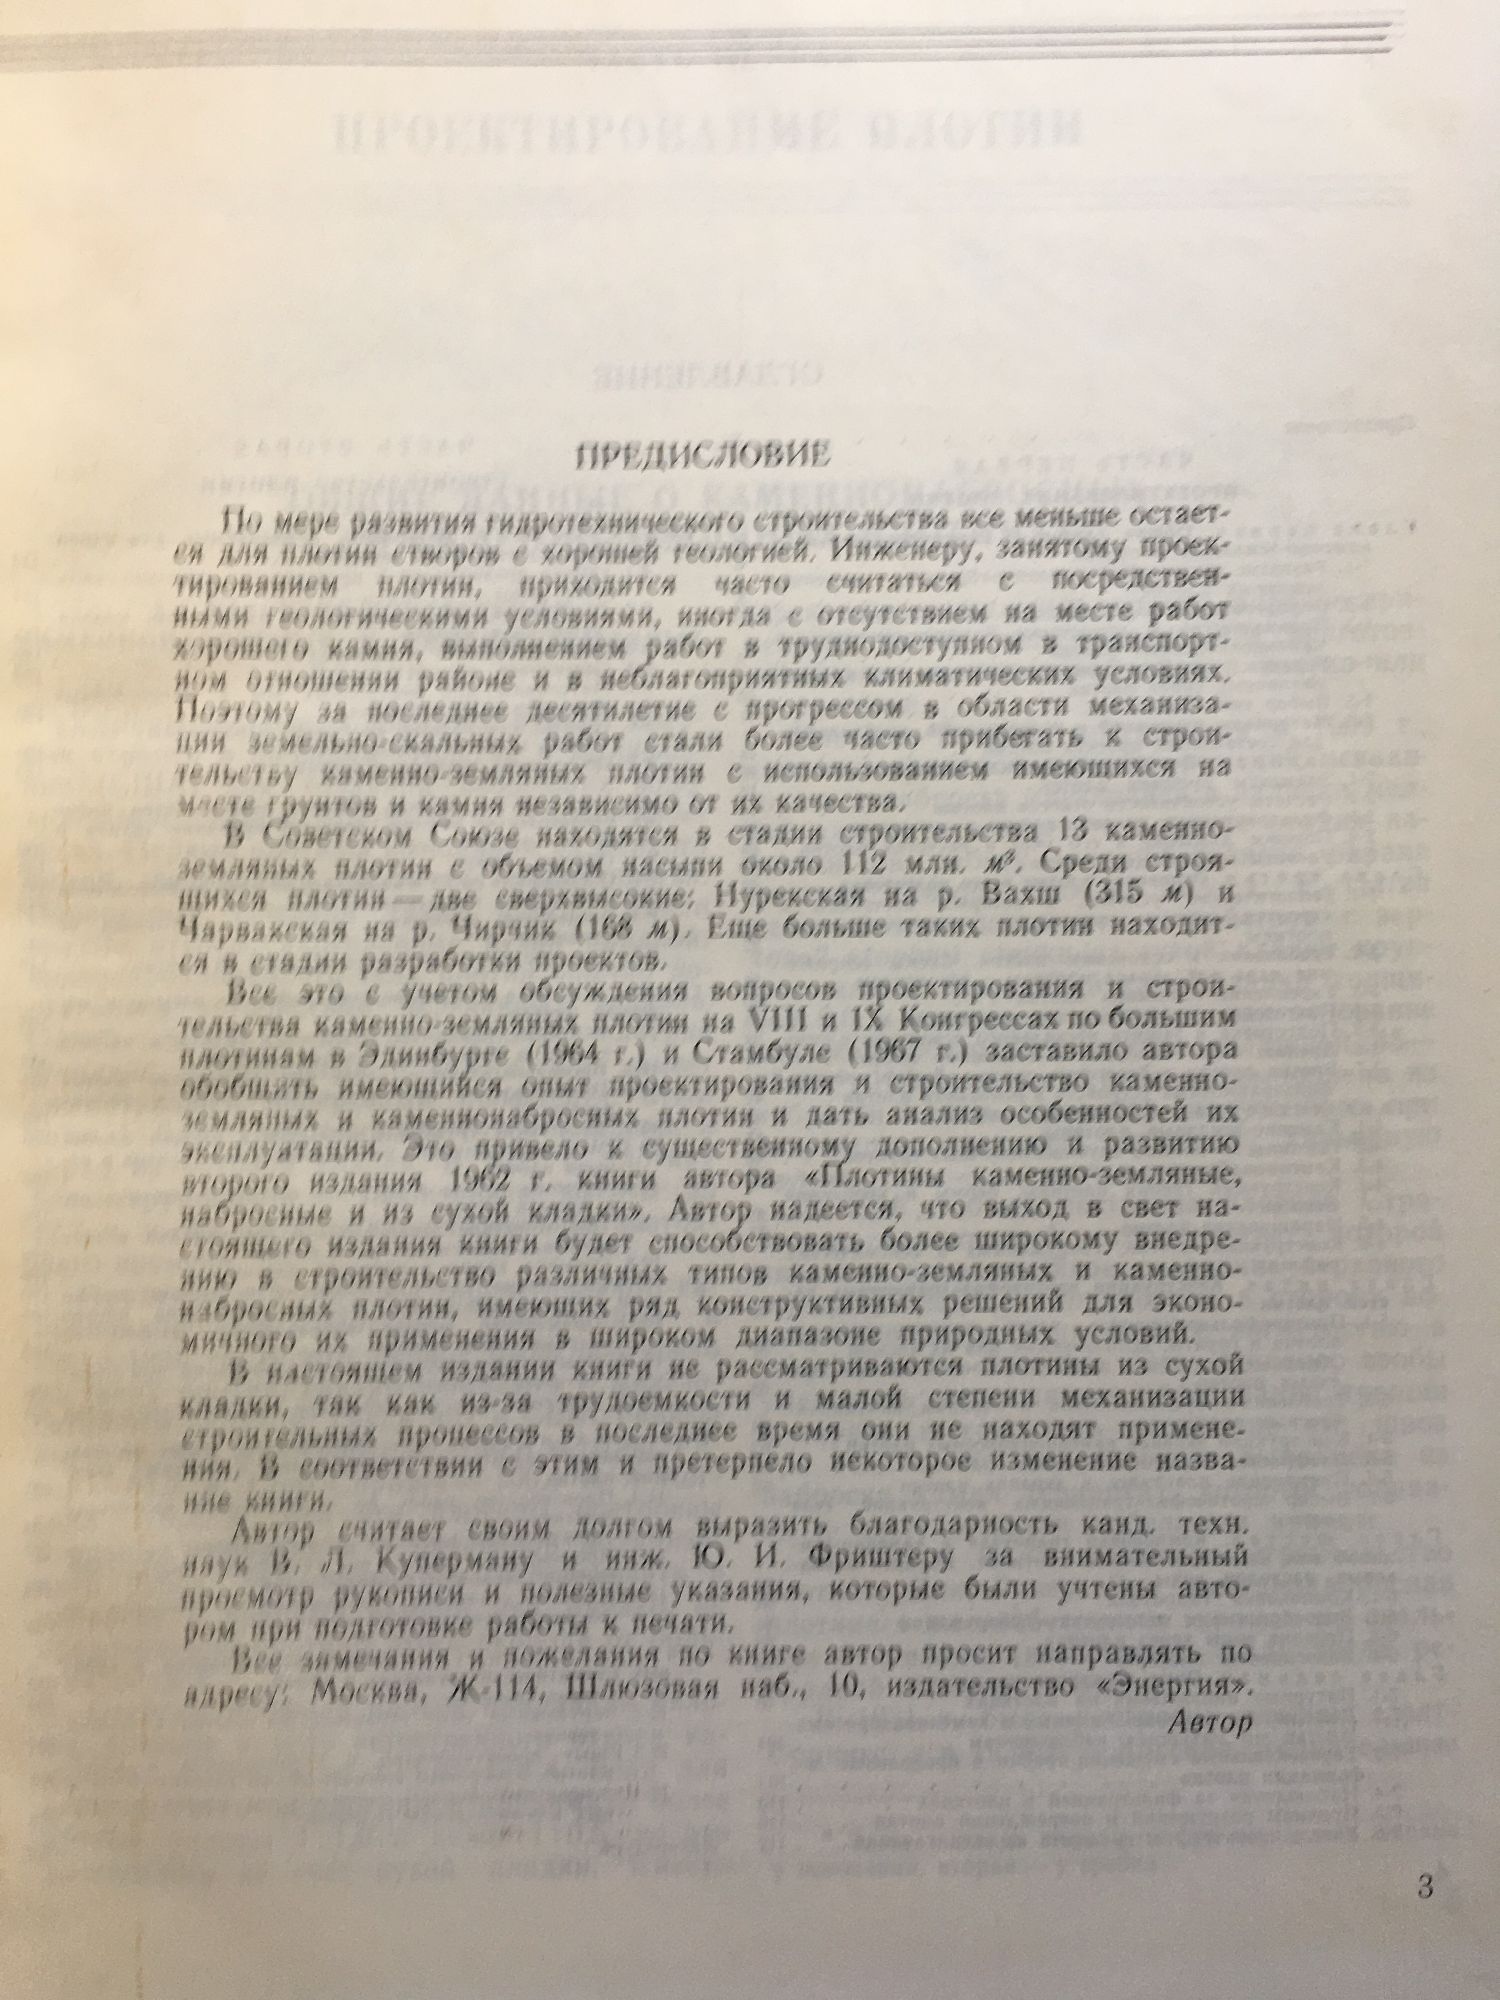 ПРЕДИСЛОВИЕ
По мере развития гидротехнического строительства все меньше остает-
ся для плотин створов с хорошей геологией. Инженеру, занятому проек-
тированием плотин, приходится часто считаться с посредствен-
ными геологическими условиями, иногда с отсутствием на месте работ
хорошего камня, выполнением работ в труднодоступном в транспорт-
ном отношении районе и в неблагоприятных климатических условиях.
Поэтому за последнее десятилетие с прогрессом в области механиза-
ции земельно-скальных работ стали более часто прибегать к строи-
тельству каменно-земляных плотин с использованием имеющихся на
месте грунтов и камня независимо от их качества.
В Советском Союзе находятся в стадии строительства 13 каменно-
земляных плотин с объемом насыпи около 112 млн. м³. Среди строя-
щихся плотин — две сверхвысокие: Нурекская на р. Вахш (315 м) и
Чарвакская на р. Чирчик (168 м). Еще больше таких плотин находит-
ся в стадии разработки проектов.
Все это с учетом обсуждения вопросов проектирования и строи-
тельства каменно-земляных плотин на VIII и IX Конгрессах по большим
плотинам в Эдинбурге (1964 г.) и Стамбуле (1967 г.) заставило автора
обобщать имеющийся опыт проектирования и строительство каменно-
земляных и каменнонабросных плотин и дать анализ особенностей их
эксплуатации. Это привело к существенному дополнению и развитию
второго издания 1962 г. книги автора «Плотины каменно-земляные,
набросные и из сухой кладки». Автор надеется, что выход в свет на-
стоящего издания книги будет способствовать более широкому внедре-
нию в строительство различных типов каменно-земляных и каменно-
набросных плотин, имеющих ряд конструктивных решений для эконо-
мичного их применения в широком диапазоне природных условий.
В настоящем издании книги не рассматриваются плотины из сухой
кладки, так как из-за трудоемкости и малой степени механизации
строительных процессов в последнее время они не находят примене-
ния. В соответствии с этим и претерпело некоторое изменение назва-
ние книги.
Автор считает своим долгом выразить благодарность канд. техн.
наук В. Л. Куперману и инж. Ю. И. Фриштеру за внимательный
просмотр рукописи и полезные указания, которые были учтены авто-
ром при подготовке работы к печати.
Все замечания и пожелания по книге автор просит направлять по
адресу: Москва, Ж-114, Шлюзовая наб., 10, издательство «Энергия».
Автор
3